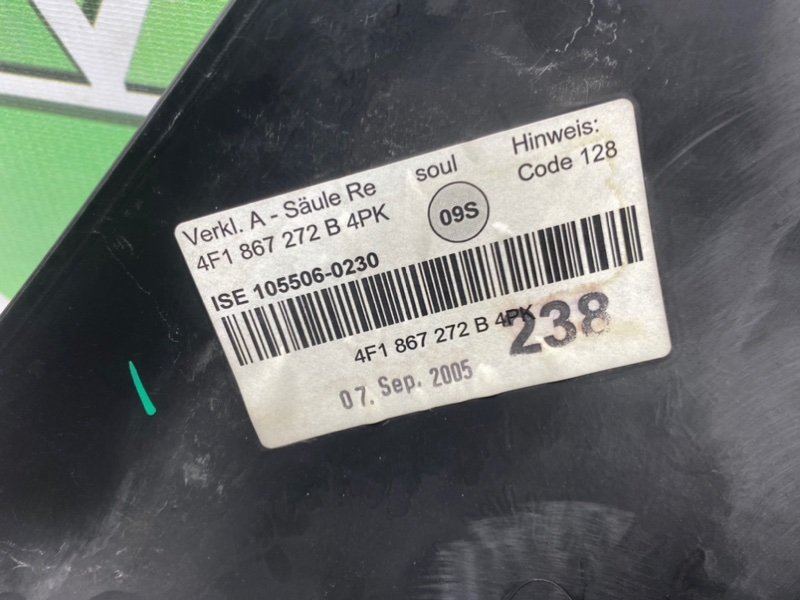 Verkl. A - Säule Re soul Hinweis:
4F1 867 272 B 4PK 09S Code 128
ISE 105506-0230
4F1 867 272 B 4PK 238
07. Sep. 2005